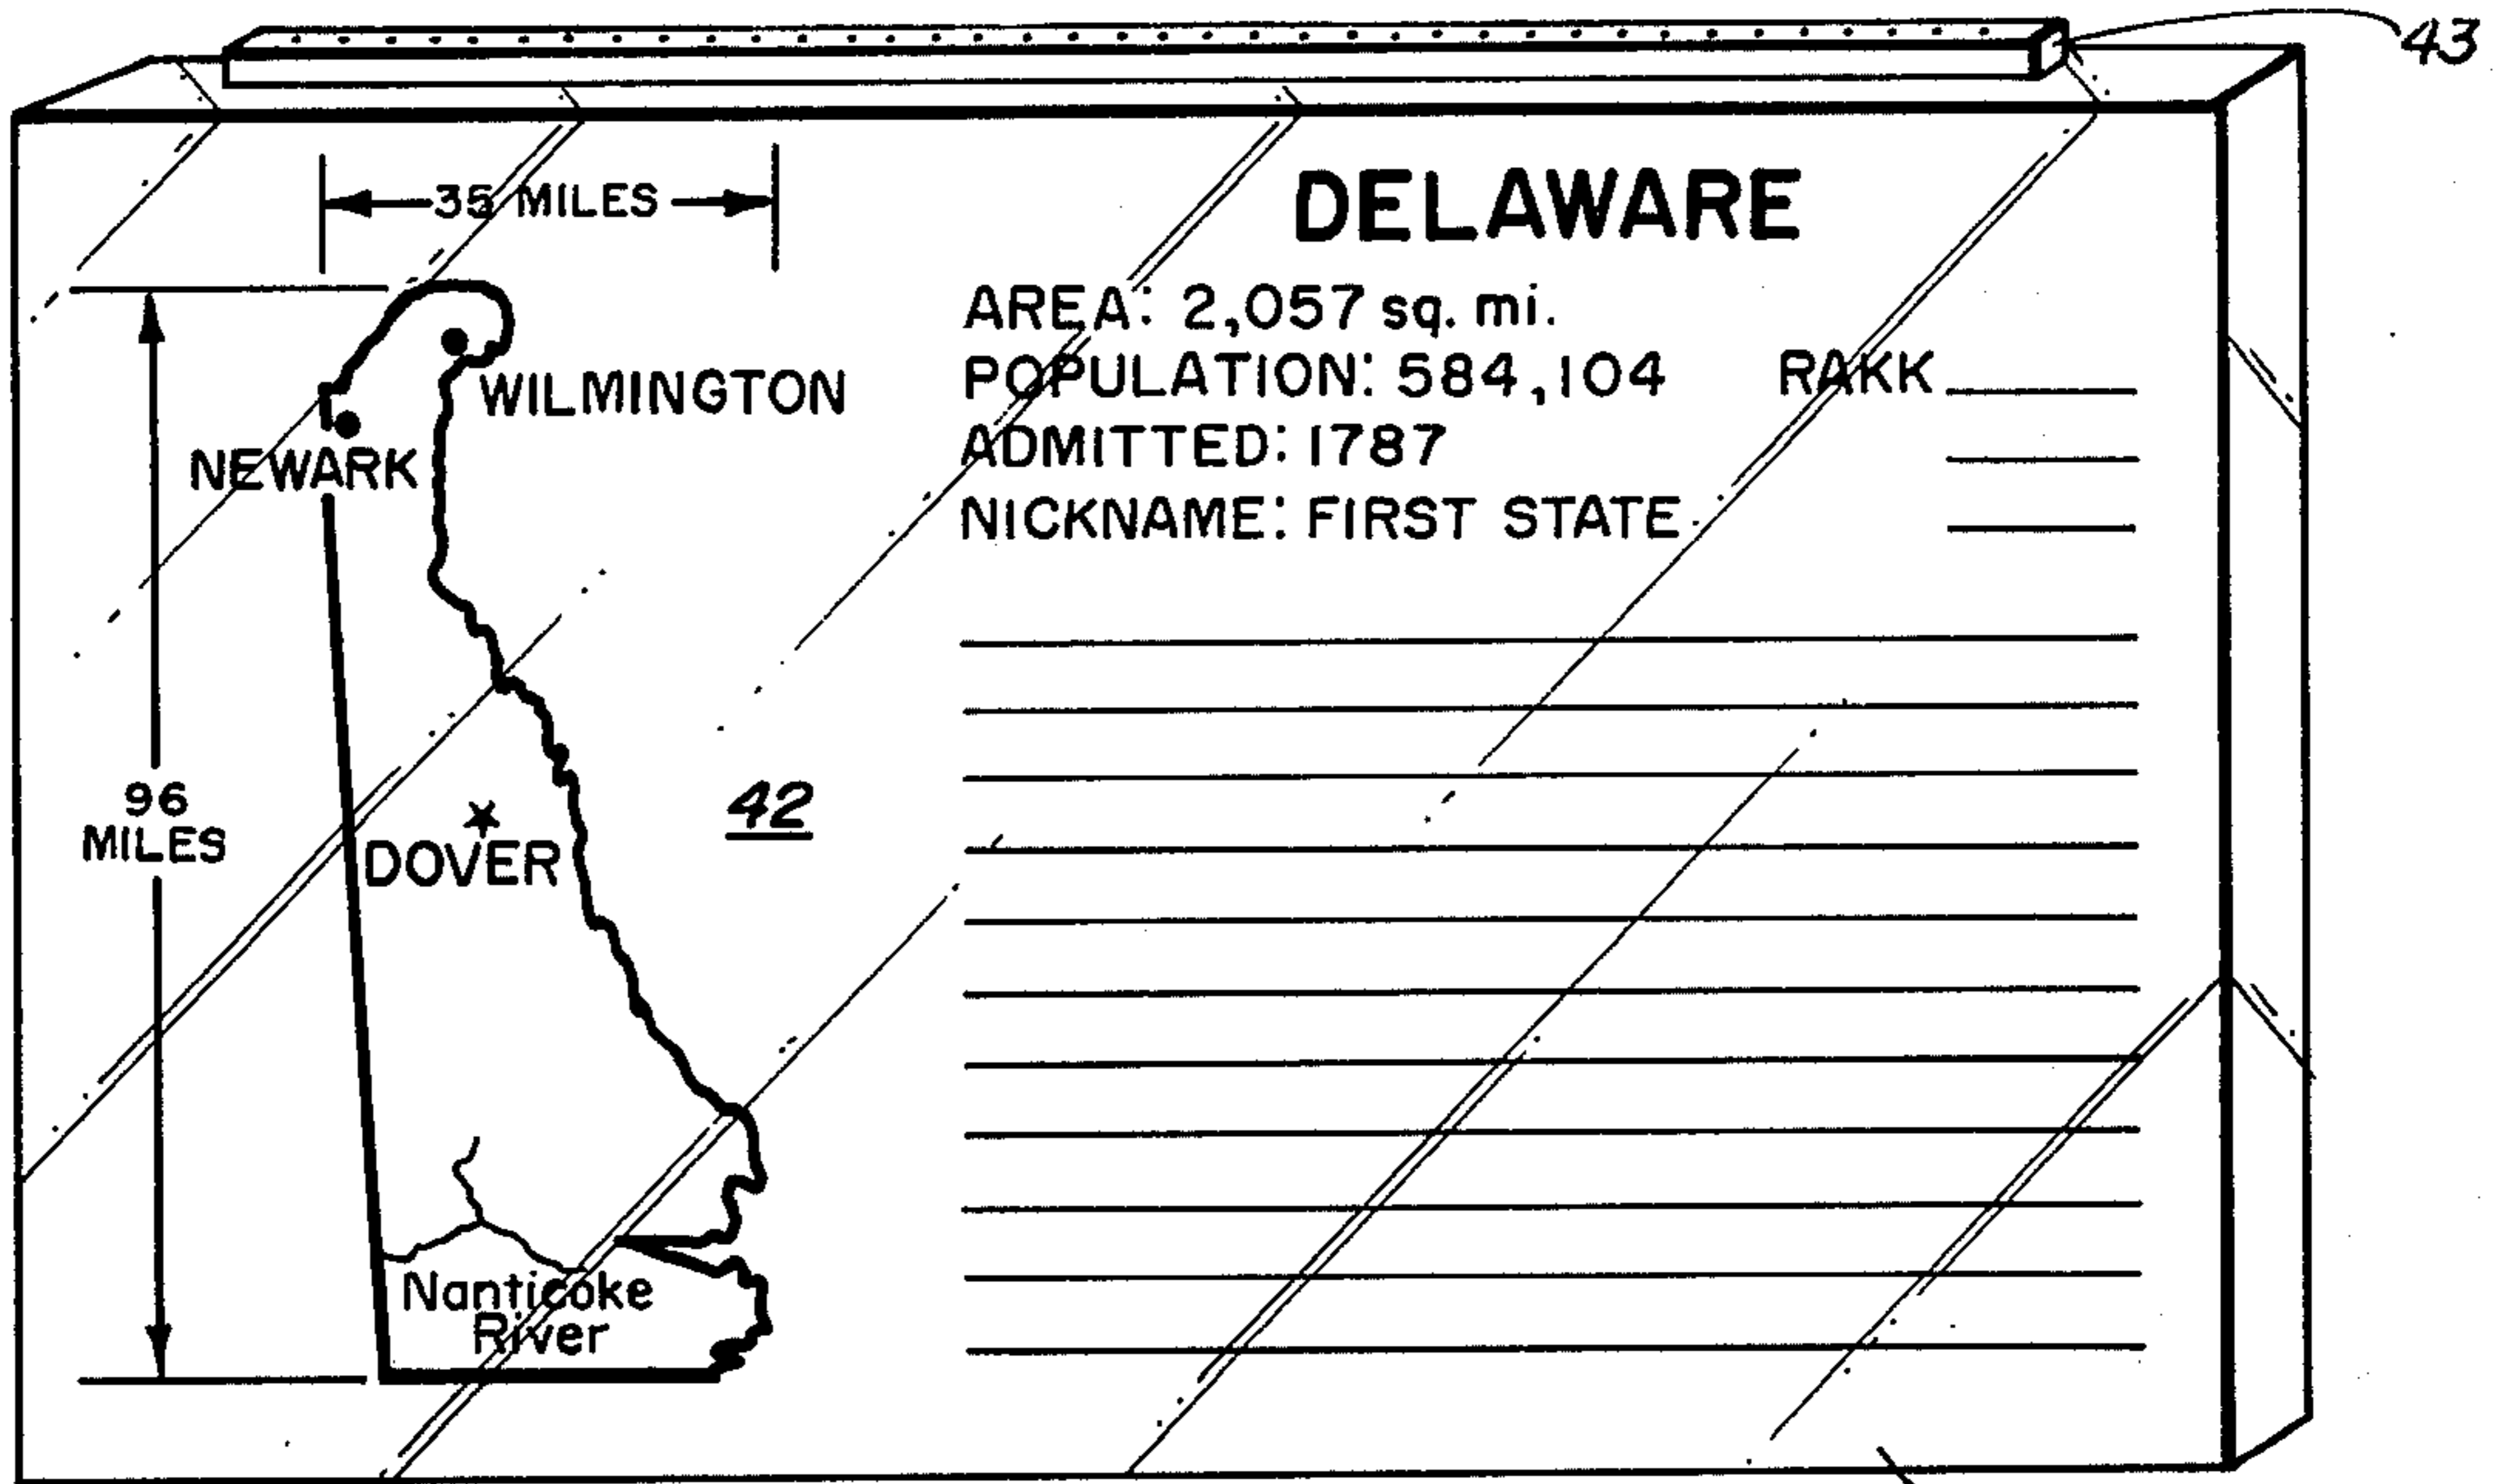 43
35 MILES
DELAWARE
AREA: 2,057 sq. mi.
POPULATION: 584,104 RAKK
ADMITTED: 1787
NICKNAME: FIRST STATE
WILMINGTON
NEWARK
96
MILES
DOVER
42
Nanticoke
River